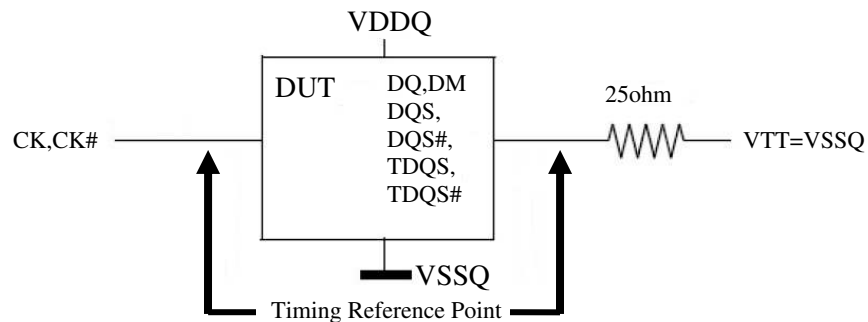 VDDQ
DUT
DQ,DM
DQS,
DQS#,
TDQS,
TDQS#
CK,CK#
25ohm
VTT=VSSQ
VSSQ
Timing Reference Point